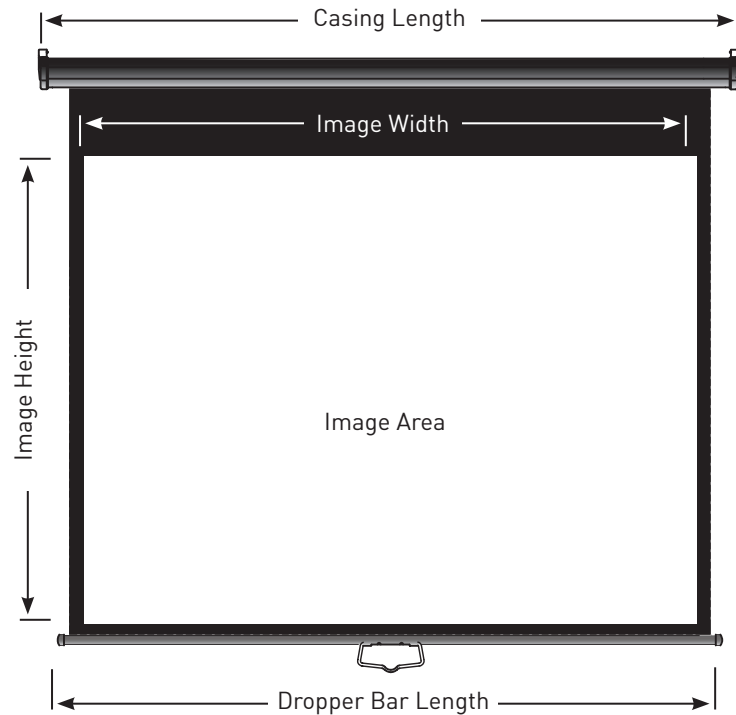 Casing Length
Image Width
Image Height
Image Area
Dropper Bar Length